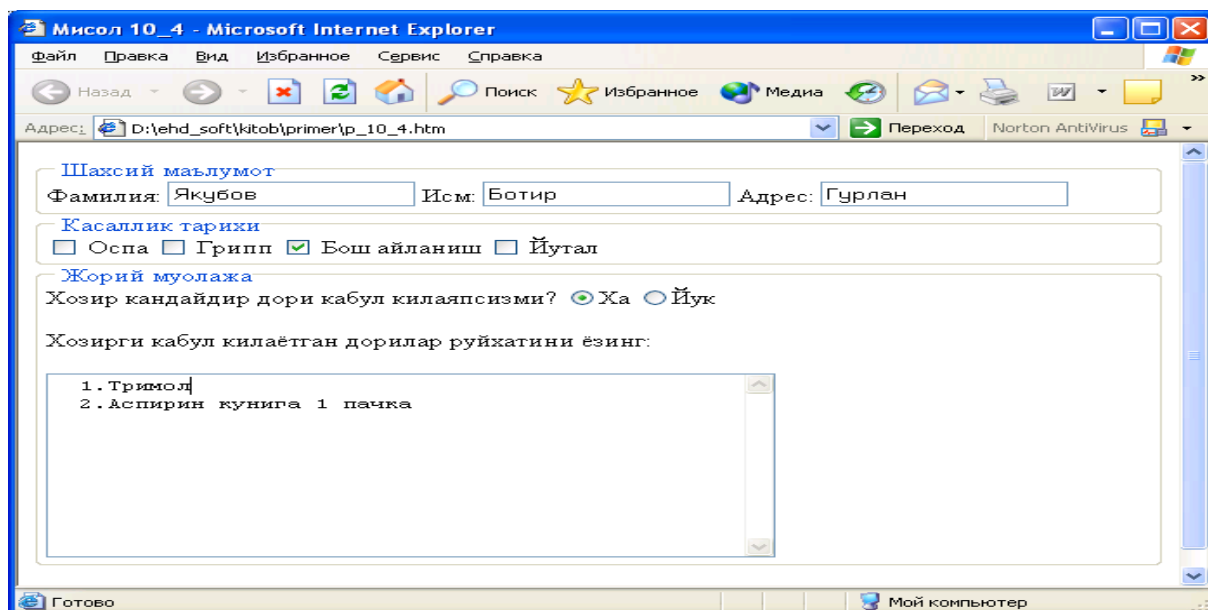 Мисол 10_4 - Microsoft Internet Explorer
Файл Правка Вид Избранное Сервис Справка
Назад Поиск Избранное Медиа »
Адрес: D:\ehd_soft\kitob\primer\p_10_4.htm Переход Norton AntiVirus
Шахсий маълумот
Фамилия: Якубов Исм: Ботир Адрес: Гурлан
Касаллик тарихи
Оспа Грипп Бош айланиш Йутал
Жорий муолажа
Хозир кандайдир дори кабул килаяпсизми? Ха Йук
Хозирги кабул килаётган дорилар руйхатини ёзинг:
1.Тримол
2.Аспирин кунига 1 пачка
Готово Мой компьютер